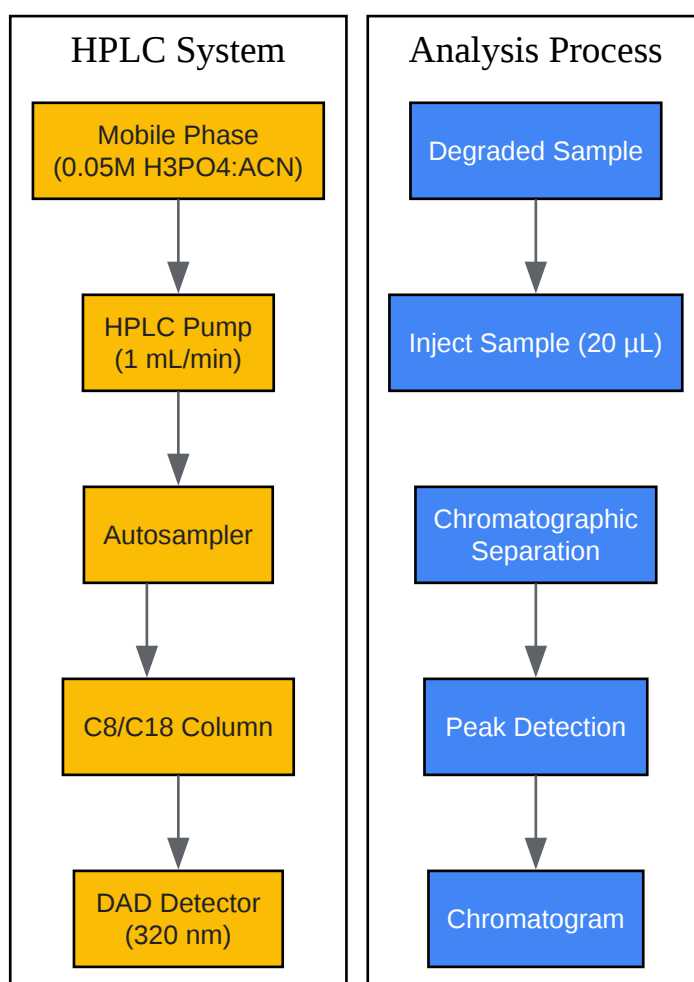 HPLC System
Mobile Phase
(0.05M H3PO4:ACN)
HPLC Pump
(1 mL/min)
Autosampler
C8/C18 Column
DAD Detector
(320 nm)
Analysis Process
Degraded Sample
Inject Sample (20 µL)
Chromatographic
Separation
Peak Detection
Chromatogram